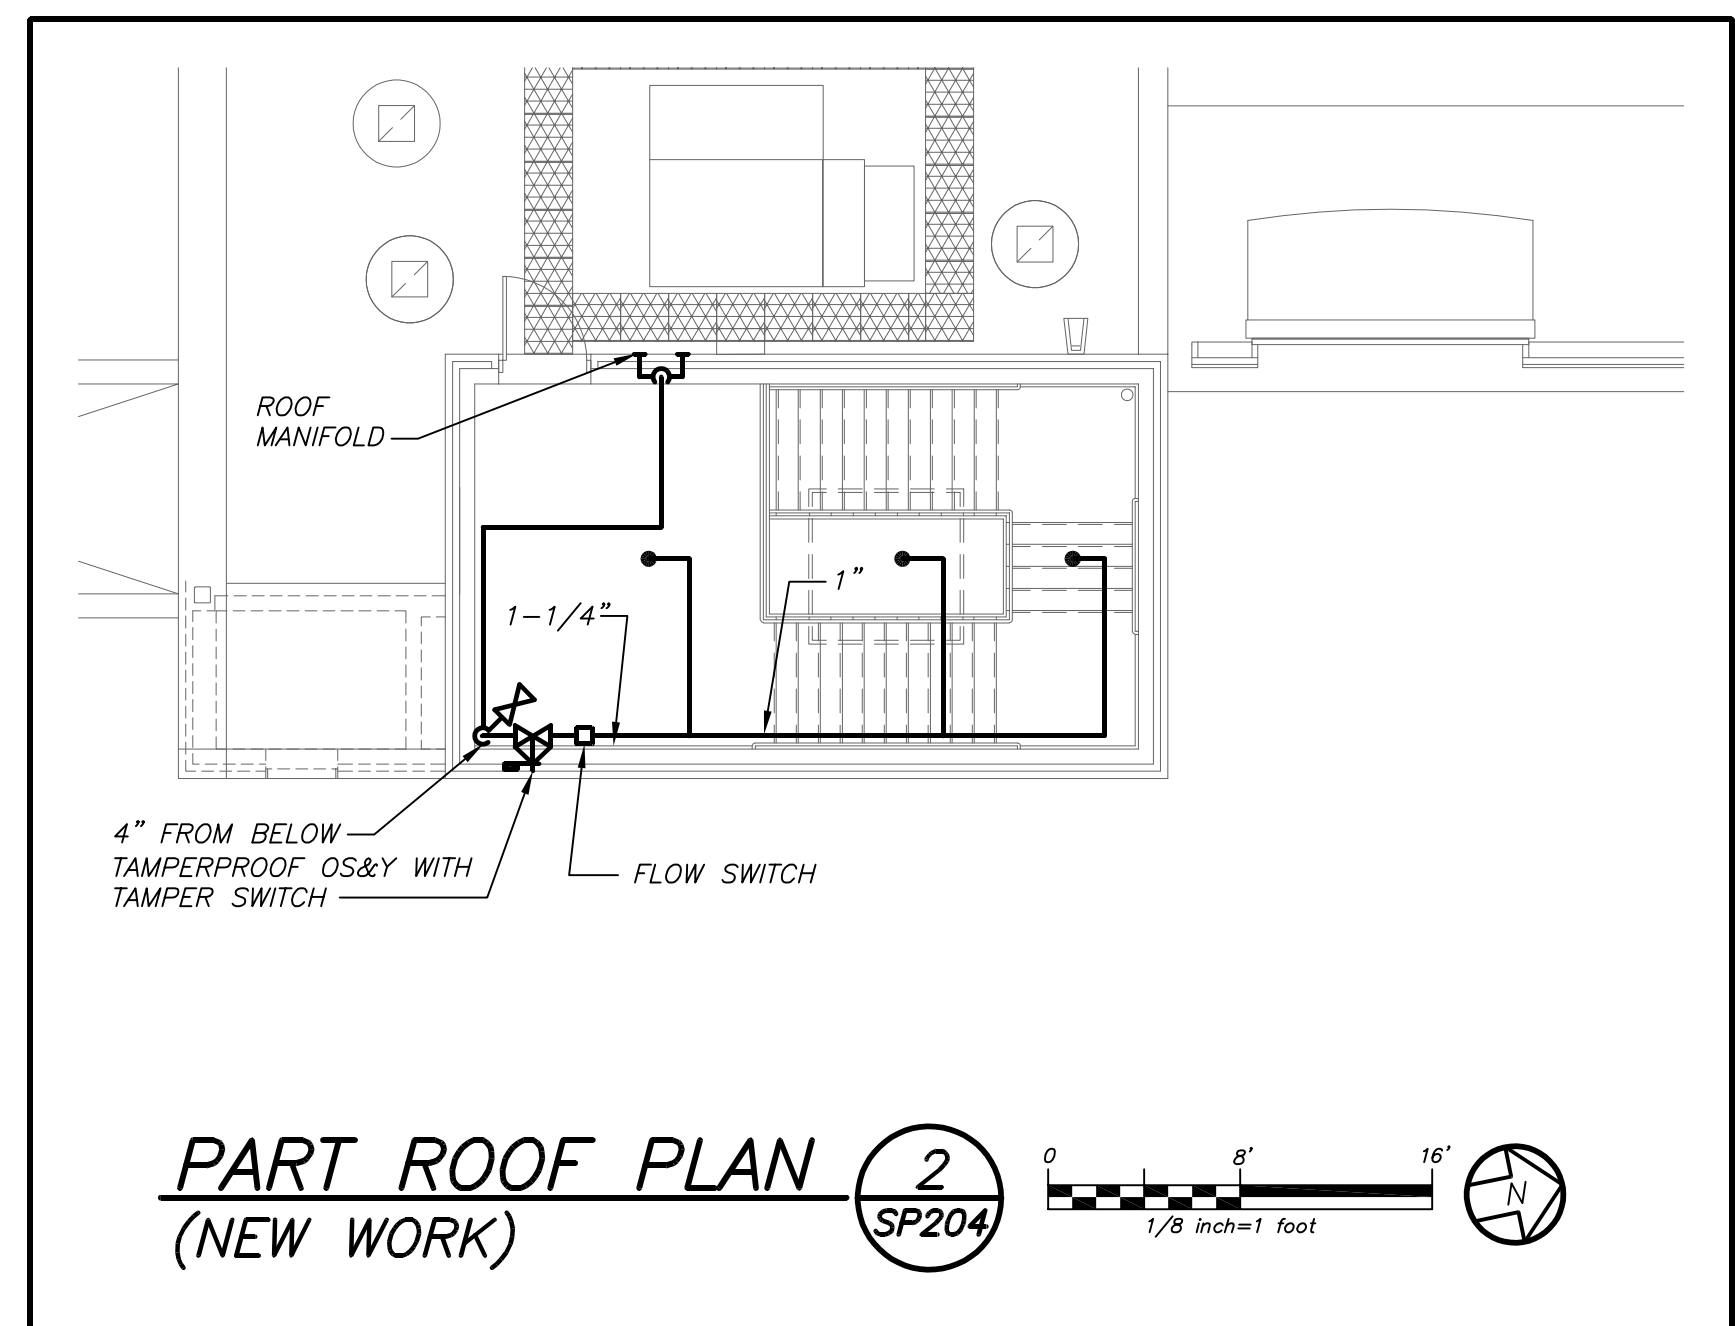 ROOF
MANIFOLD
1"
1-1/4"
4" FROM BELOW
TAMPERPROOF OS&Y WITH
TAMPER SWITCH
FLOW SWITCH
PART ROOF PLAN
(NEW WORK)
2
SP204
0 8' 16'
1/8 inch=1 foot
N